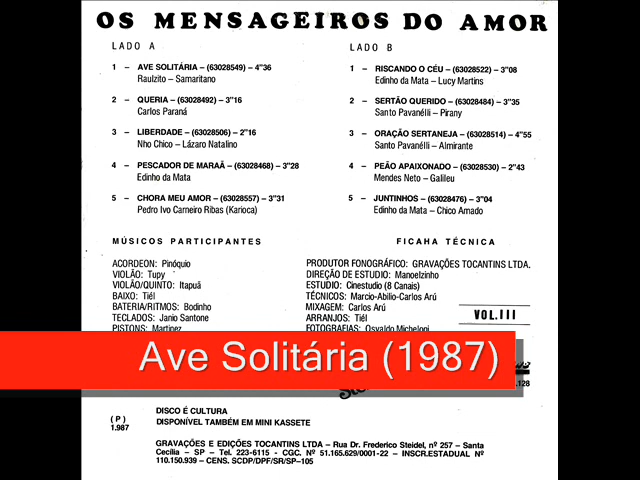 OS MENSAGEIROS DO AMOR
LADO A
1 – AVE SOLITÁRIA – (63028549) – 4"36
Raulzito – Samaritano
2 – QUERIA – (63028492) – 3"16
Carlos Paraná
3 – LIBERDADE – (63028506) – 2"16
Nho Chico – Lázaro Natalino
4 – PESCADOR DE MARAÃ – (63028468) – 3"28
Edinho da Mata
5 – CHORA MEU AMOR – (63028557) – 3"31
Pedro Ivo Carneiro Ribas (Karioca)
LADO B
1 – RISCANDO O CÉU – (63028522) – 3"08
Edinho da Mata – Lucy Martins
2 – SERTÃO QUERIDO – (63028484) – 3"35
Santo Pavanélli – Pirany
3 – ORAÇÃO SERTANEJA – (63028514) – 4"55
Santo Pavanélli – Almirante
4 – PEÃO APAIXONADO – (63028530) – 2"43
Mendes Neto – Galileu
5 – JUNTINHOS – (63028476) – 3"04
Edinho da Mata – Chico Amado
MÚSICOS PARTICIPANTES
ACORDEON: Pinóquio
VIOLÃO: Tupy
VIOLÃO/QUINTO: Itapuã
BAIXO: Tiél
BATERIA/RITMOS: Bodinho
TECLADOS: Janio Santone
PISTONS: Martinez
FICAHA TÉCNICA
PRODUTOR FONOGRÁFICO: GRAVAÇÕES TOCANTINS LTDA.
DIREÇÃO DE ESTUDIO: Manoelzinho
ESTUDIO: Cinestudio (8 Canais)
TÉCNICOS: Marcio-Abilio-Carlos Arú
MIXAGEM: Carlos Arú
ARRANJOS: Tiél
FOTOGRAFIAS: Osvaldo Micheloni
VOL.III
Ave Solitária (1987)
.128
(P)
1.987
DISCO É CULTURA
DISPONÍVEL TAMBÉM EM MINI KASSETE
GRAVAÇÕES E EDIÇÕES TOCANTINS LTDA – Rua Dr. Frederico Steidel, nº 257 – Santa
Cecília – SP – Tel. 223-6115 - CGC. Nº 51.165.629/0001-22 – INSCR.ESTADUAL Nº
110.150.939 – CENS. SCDP/DPF/SR/SP–105